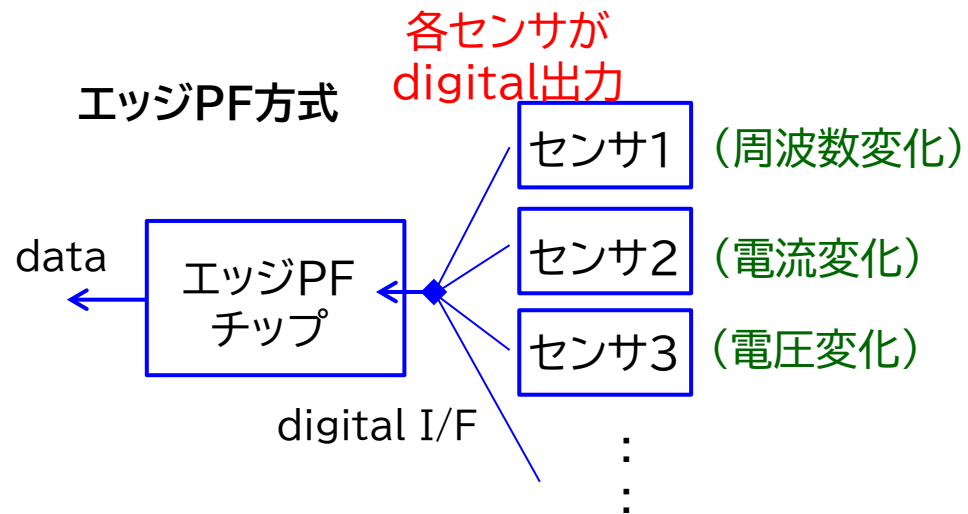 各センサが
digital出力
エッジPF方式
センサ1 (周波数変化)
センサ2 (電流変化)
センサ3 (電圧変化)
data
エッジPF
チップ
digital I/F
:
: